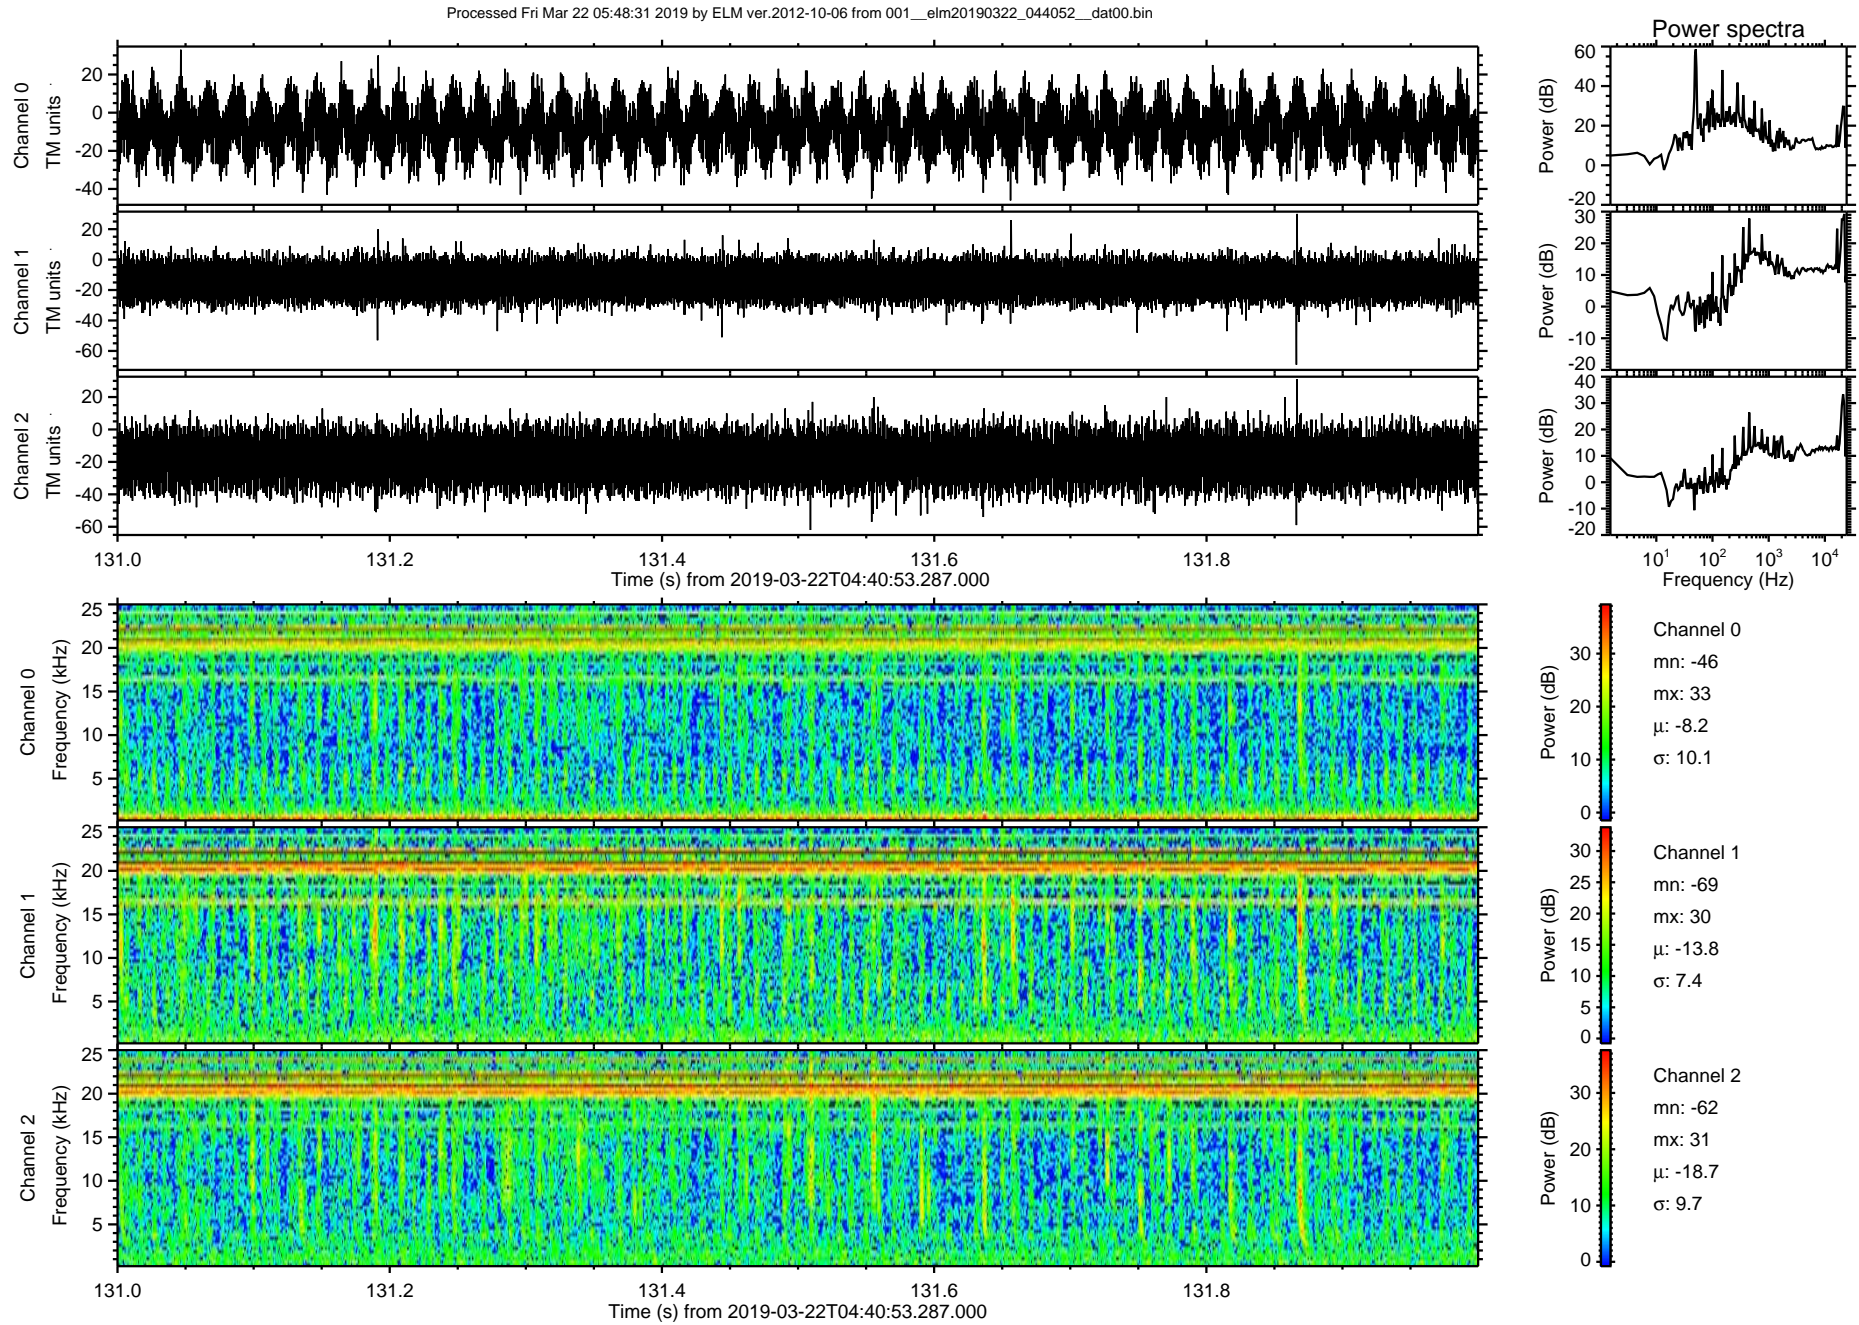 Processed Fri Mar 22 05:48:31 2019 by ELM ver.2012-10-06 from 001__elm20190322_044052__dat00.bin
Power spectra
Channel 0
TM units
20
0
-20
-40
Power (dB)
60
40
20
0
-20
Channel 1
TM units
20
0
-20
-40
-60
Power (dB)
30
20
10
0
-10
-20
Channel 2
TM units
20
0
-20
-40
-60
Power (dB)
40
30
20
10
0
-10
-20
131.0 131.2 131.4 131.6 131.8
Time (s) from 2019-03-22T04:40:53.287.000
10^1 10^2 10^3 10^4
Frequency (Hz)
Channel 0
Frequency (kHz)
25
20
15
10
5
Power (dB)
30
20
10
0
Channel 0
mn: -46
mx: 33
μ: -8.2
σ: 10.1
Channel 1
Frequency (kHz)
25
20
15
10
5
Power (dB)
30
25
20
15
10
5
0
Channel 1
mn: -69
mx: 30
μ: -13.8
σ: 7.4
Channel 2
Frequency (kHz)
25
20
15
10
5
Power (dB)
30
20
10
0
Channel 2
mn: -62
mx: 31
μ: -18.7
σ: 9.7
131.0 131.2 131.4 131.6 131.8
Time (s) from 2019-03-22T04:40:53.287.000